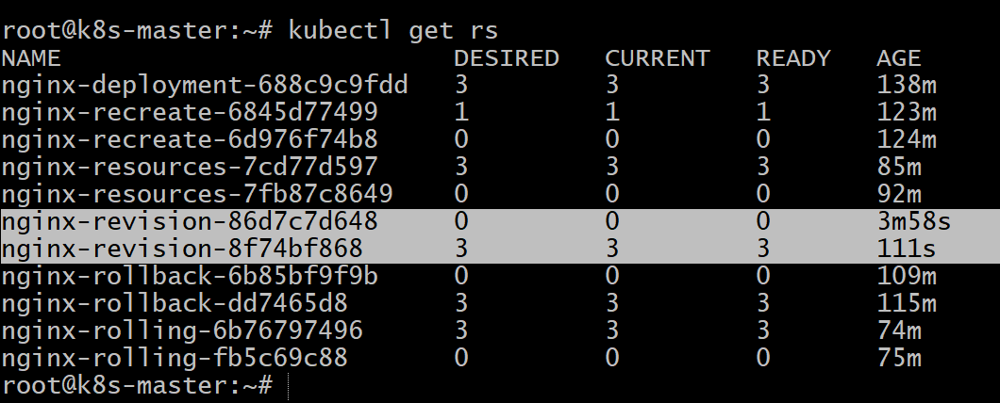 root@k8s-master:~# kubectl get rs
NAME DESIRED CURRENT READY AGE
nginx-deployment-688c9c9fdd 3 3 3 138m
nginx-recreate-6845d77499 1 1 1 123m
nginx-recreate-6d976f74b8 0 0 0 124m
nginx-resources-7cd77d597 3 3 3 85m
nginx-resources-7fb87c8649 0 0 0 92m
nginx-revision-86d7c7d648 0 0 0 3m58s
nginx-revision-8f74bf868 3 3 3 111s
nginx-rollback-6b85bf9f9b 0 0 0 109m
nginx-rollback-dd7465d8 3 3 3 115m
nginx-rolling-6b76797496 3 3 3 74m
nginx-rolling-fb5c69c88 0 0 0 75m
root@k8s-master:~#